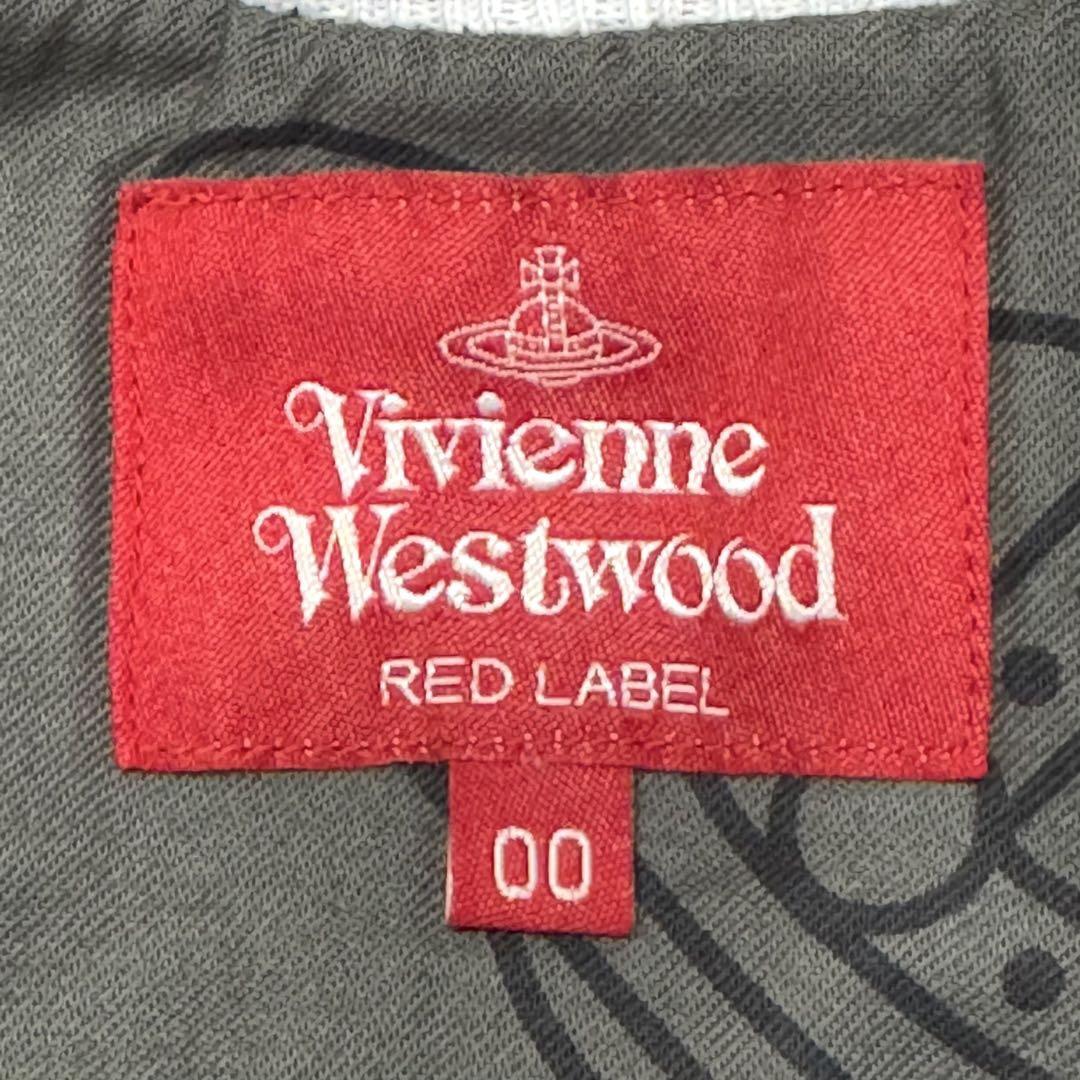 Vivienne
Westwood
RED LABEL
00